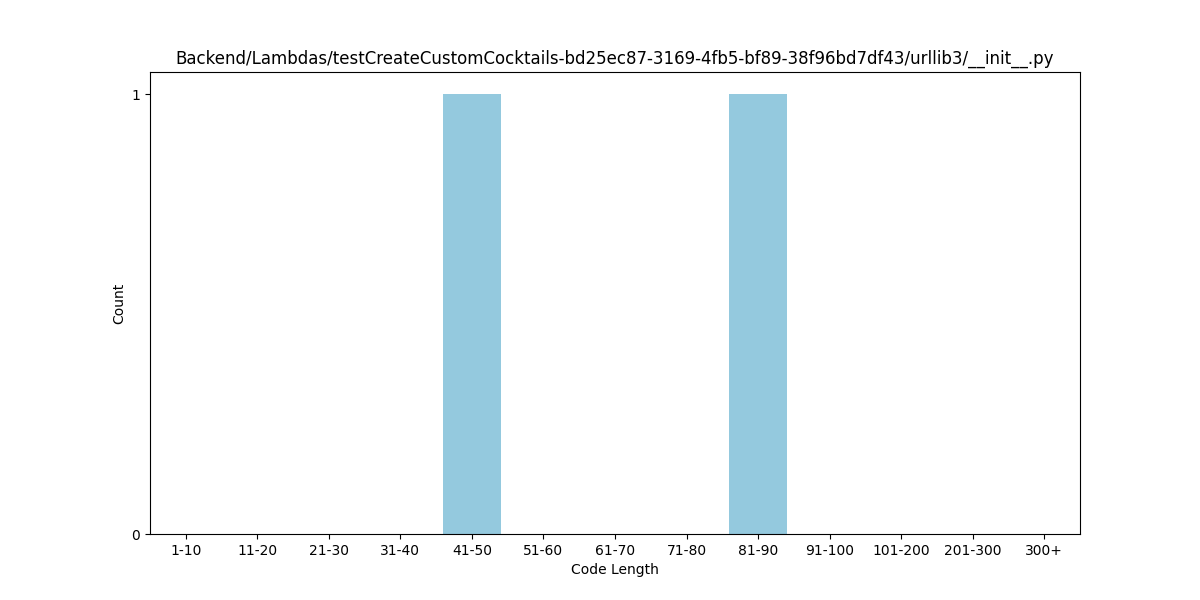 Backend/Lambdas/testCreateCustomCocktails-bd25ec87-3169-4fb5-bf89-38f96bd7df43/urllib3/__init__.py
1
Count
0
1-10 11-20 21-30 31-40 41-50 51-60 61-70 71-80 81-90 91-100 101-200 201-300 300+
Code Length